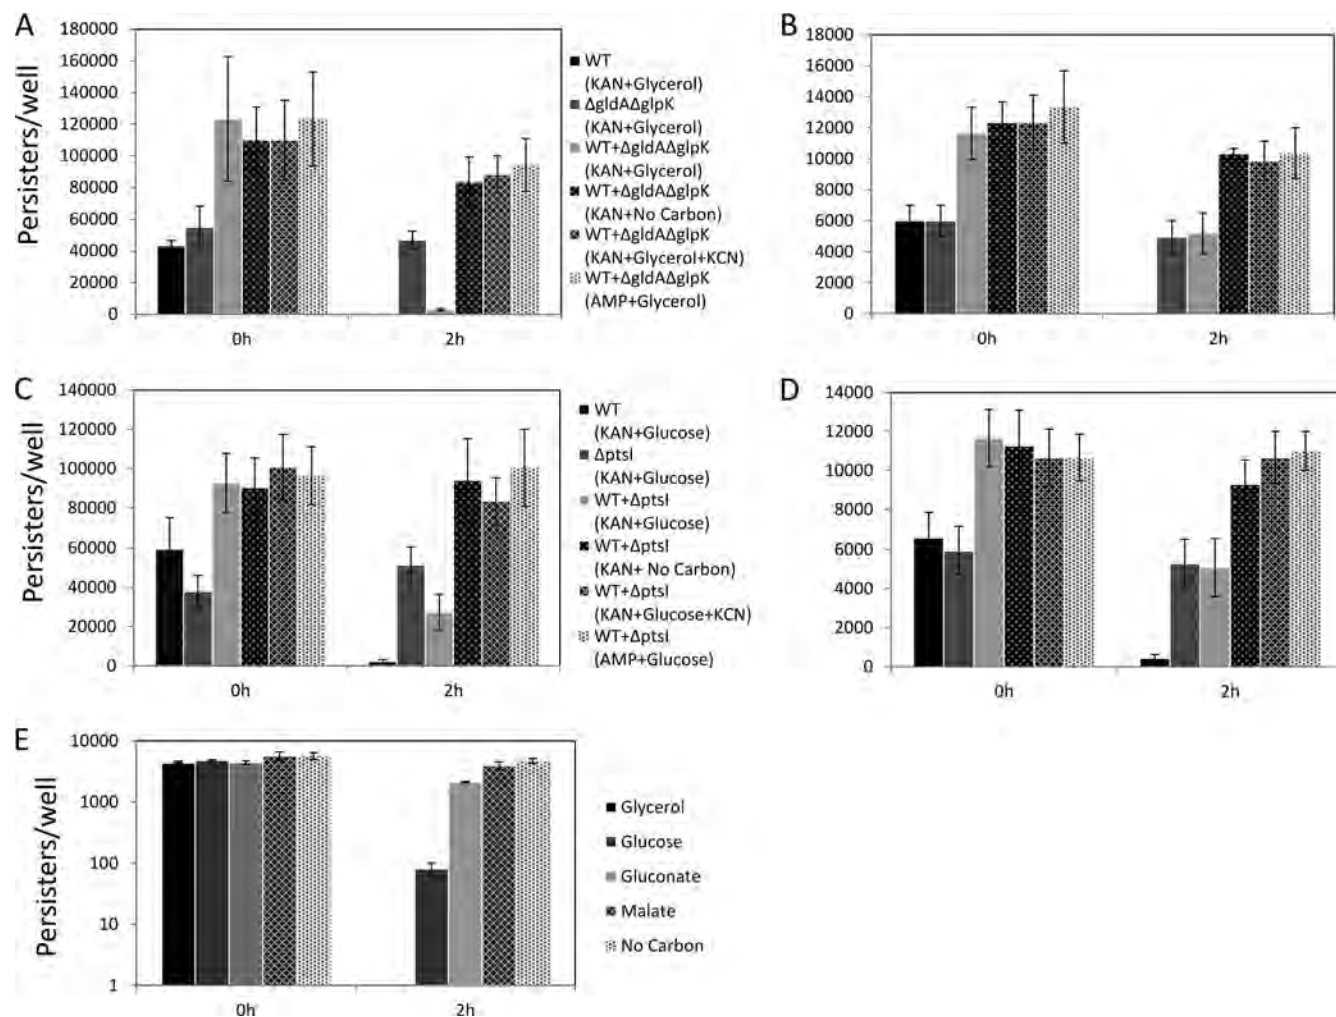 A
Persisters/well
180000
160000
140000
120000
100000
80000
60000
40000
20000
0
0h
2h
WT
(KAN+Glycerol)
ΔgldAΔglpK
(KAN+Glycerol)
WT+ΔgldAΔglpK
(KAN+Glycerol)
WT+ΔgldAΔglpK
(KAN+No Carbon)
WT+ΔgldAΔglpK
(KAN+Glycerol+KCN)
WT+ΔgldAΔglpK
(AMP+Glycerol)
B
18000
16000
14000
12000
10000
8000
6000
4000
2000
0
0h
2h
C
Persisters/well
140000
120000
100000
80000
60000
40000
20000
0
0h
2h
WT
(KAN+Glucose)
ΔptsI
(KAN+Glucose)
WT+ΔptsI
(KAN+Glucose)
WT+ΔptsI
(KAN+ No Carbon)
WT+ΔptsI
(KAN+Glucose+KCN)
WT+ΔptsI
(AMP+Glucose)
D
14000
12000
10000
8000
6000
4000
2000
0
0h
2h
E
Persisters/well
10000
1000
100
10
1
0h
2h
Glycerol
Glucose
Gluconate
Malate
No Carbon